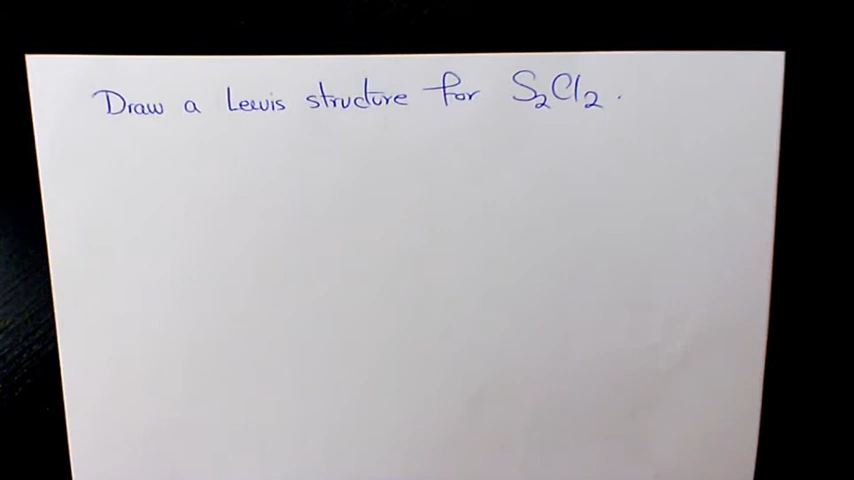 Draw a Lewis structure for S₂Cl₂.